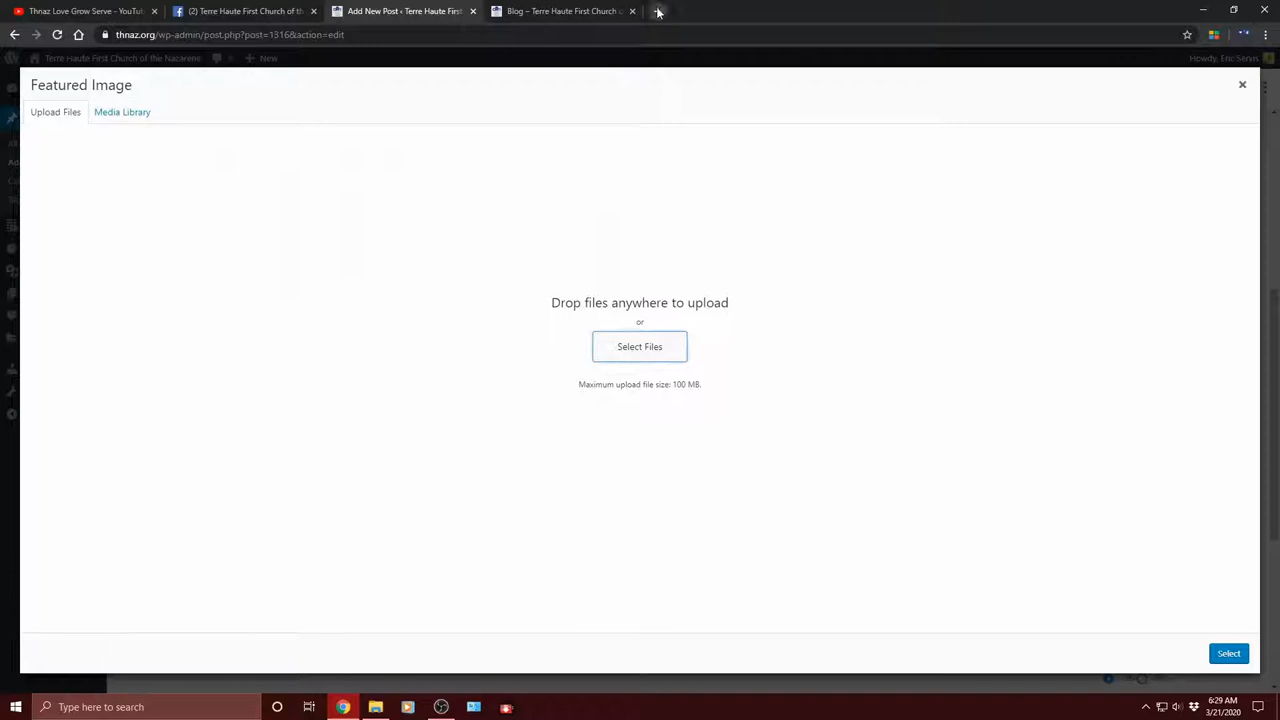 Thnaz Love Grow Serve - YouTub
(2) Terre Haute First Church of th
Add New Post ‹ Terre Haute First
Blog – Terre Haute First Church o
thnaz.org/wp-admin/post.php?post=1316&action=edit
Terre Haute First Church of the Nazarene
0
New
Howdy, Eric Senns
Featured Image
Upload Files
Media Library
Drop files anywhere to upload
or
Select Files
Maximum upload file size: 100 MB.
Select
Type here to search
6:29 AM
3/21/2020